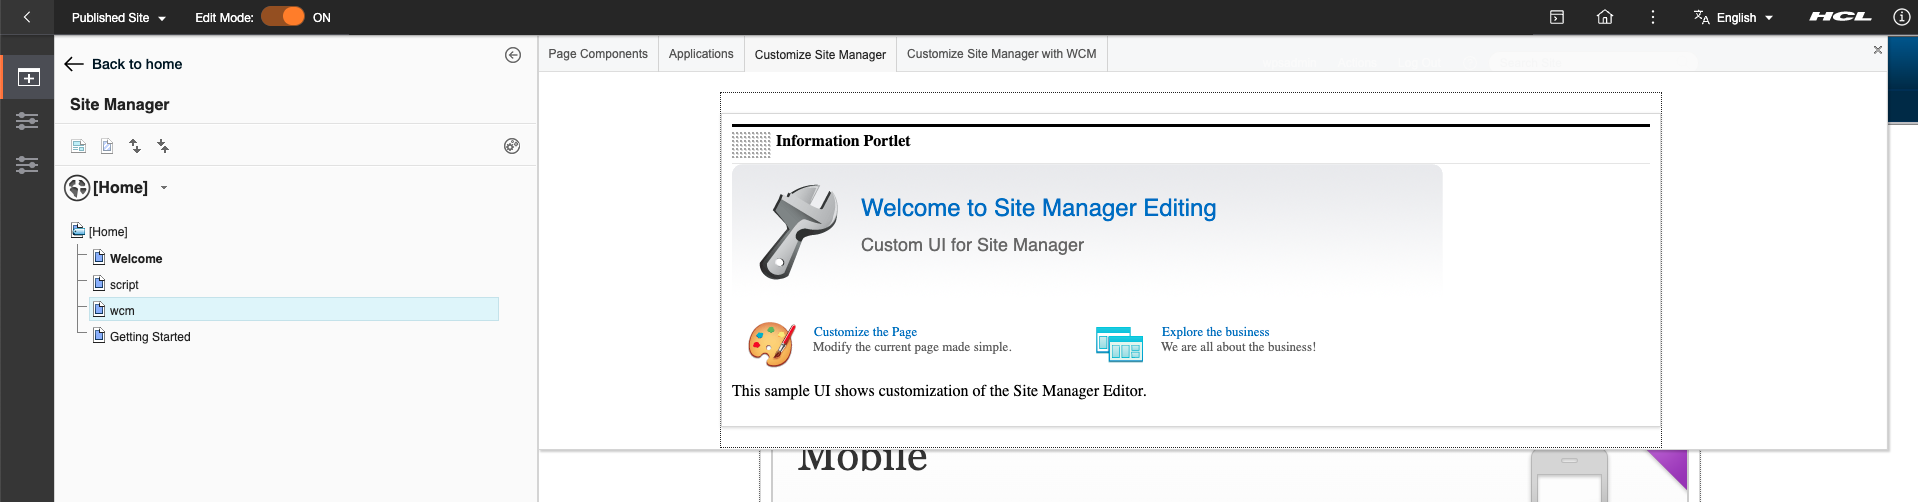 Published Site
Edit Mode:
ON
English
HCL
Back to home
Site Manager
[Home]
[Home]
Welcome
script
wcm
Getting Started
Page Components
Applications
Customize Site Manager
Customize Site Manager with WCM
Information Portlet
Welcome to Site Manager Editing
Custom UI for Site Manager
Customize the Page
Modify the current page made simple.
Explore the business
We are all about the business!
This sample UI shows customization of the Site Manager Editor.
Mobile